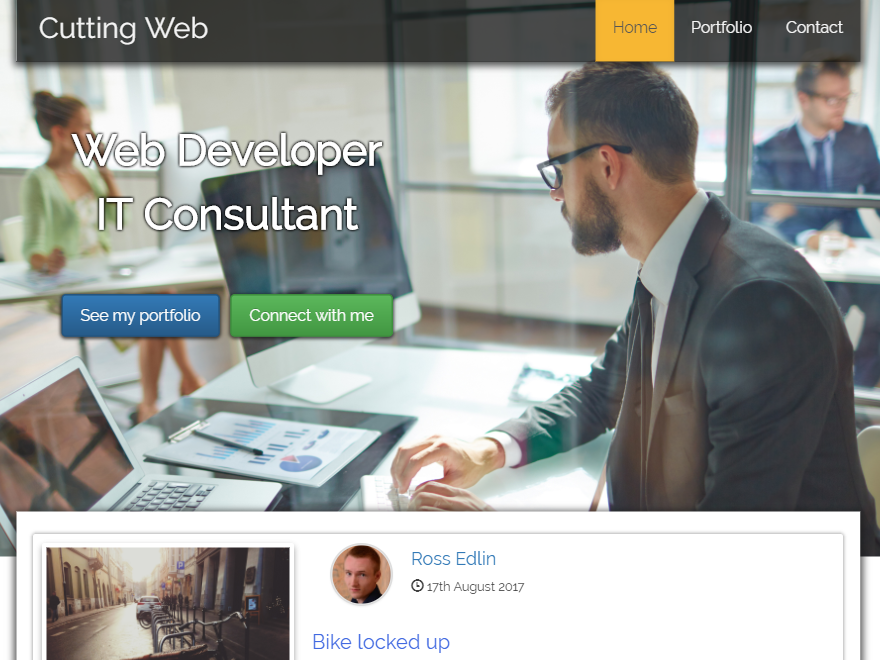 Cutting Web
Home Portfolio Contact
Web Developer
IT Consultant
See my portfolio Connect with me
Ross Edlin
17th August 2017
Bike locked up